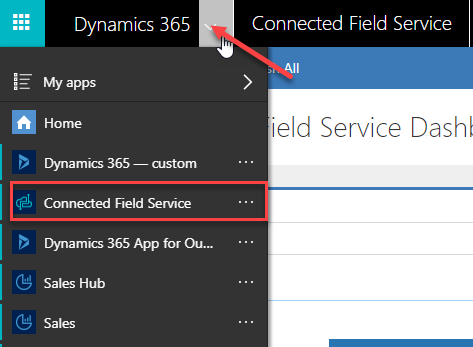 Dynamics 365
Connected Field Service
sh All
My apps
Home
ield Service Dashb
Dynamics 365 — custom ...
Connected Field Service ...
Dynamics 365 App for Ou... ...
Sales Hub ...
Sales ...